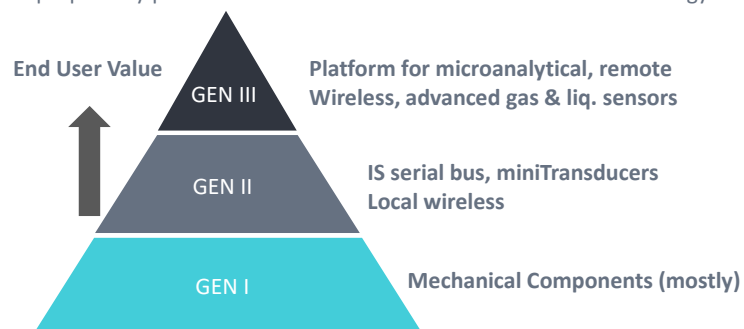 End User Value
GEN III
Platform for microanalytical, remote
Wireless, advanced gas & liq. sensors
GEN II
IS serial bus, miniTransducers
Local wireless
GEN I
Mechanical Components (mostly)